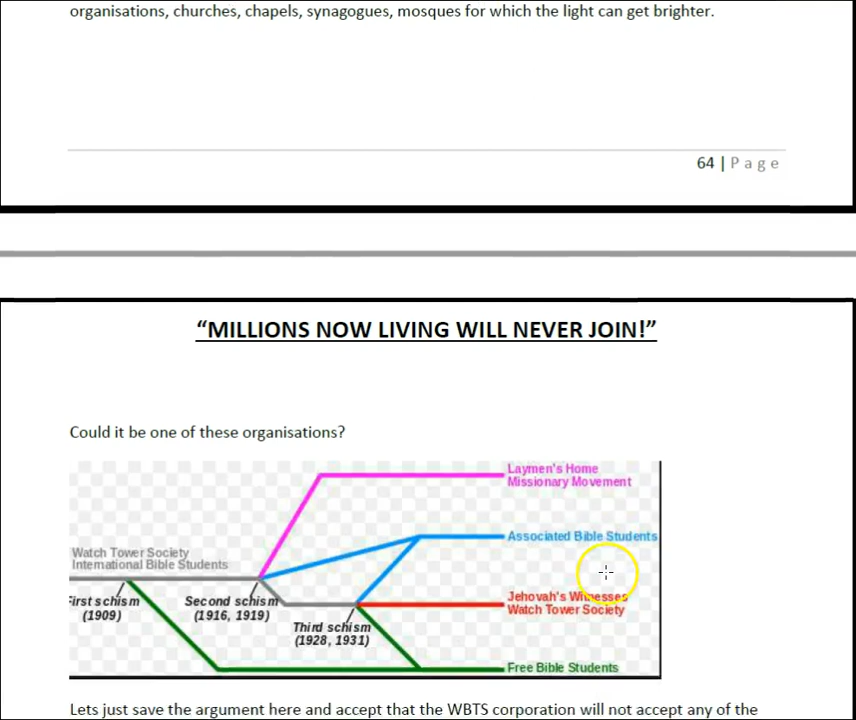 organisations, churches, chapels, synagogues, mosques for which the light can get brighter.
64 | P a g e
“MILLIONS NOW LIVING WILL NEVER JOIN!”
Could it be one of these organisations?
Laymen's Home
Missionary Movement
Associated Bible Students
Watch Tower Society
International Bible Students
Jehovah's Witnesses
Watch Tower Society
First schism
(1909)
Second schism
(1916, 1919)
Third schism
(1928, 1931)
Free Bible Students
Lets just save the argument here and accept that the WBTS corporation will not accept any of the